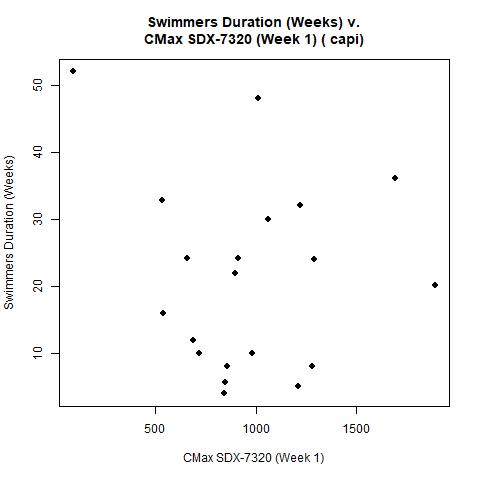 Swimmers Duration (Weeks) v.
CMax SDX-7320 (Week 1) ( capi)
Swimmers Duration (Weeks)
50
40
30
20
10
500
1000
1500
CMax SDX-7320 (Week 1)